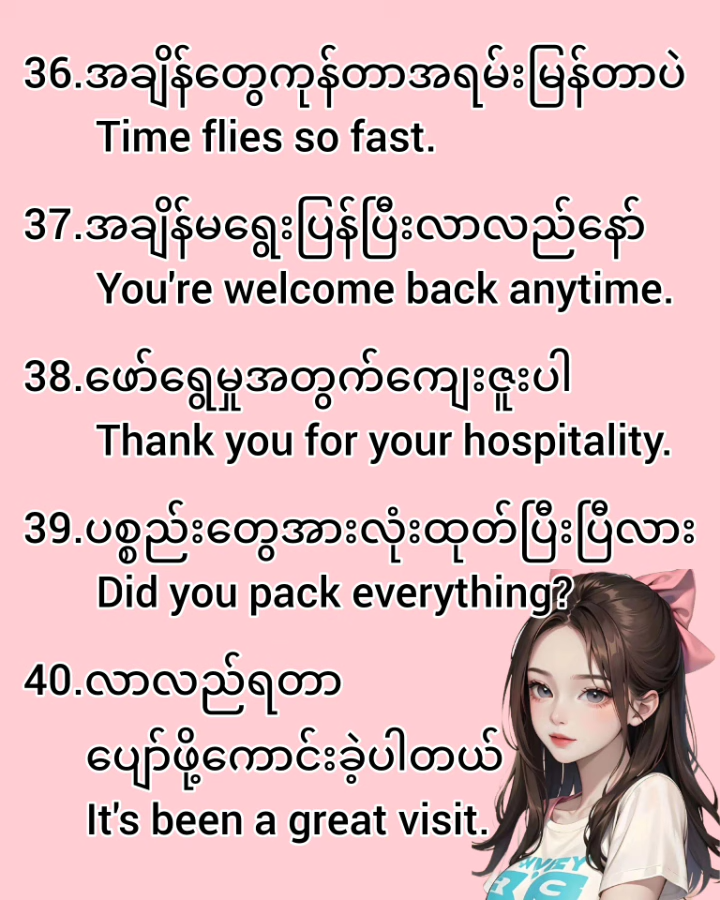 36.အချိန်တွေကုန်တာအရမ်းမြန်တာပဲ
Time flies so fast.
37.အချိန်မရွေးပြန်ပြီးလာလည်နော်
You're welcome back anytime.
38.ဖော်ရွေမှုအတွက်ကျေးဇူးပါ
Thank you for your hospitality.
39.ပစ္စည်းတွေအားလုံးထုတ်ပြီးပြီလား
Did you pack everything?
40.လာလည်ရတာ
ပျော်ဖို့ကောင်းခဲ့ပါတယ်
It's been a great visit.